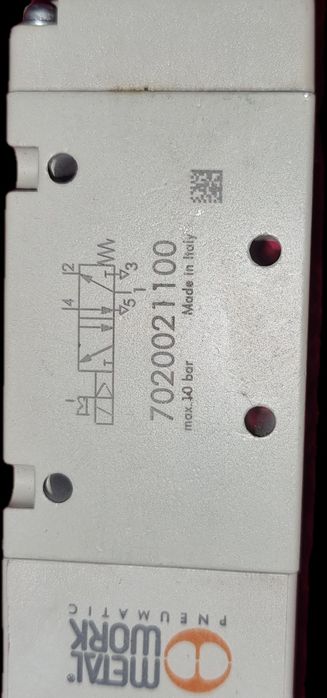 4 2
5 1 3
7020021100
max.10 bar Made in Italy
METAL
WORK®
PNEUMATIC